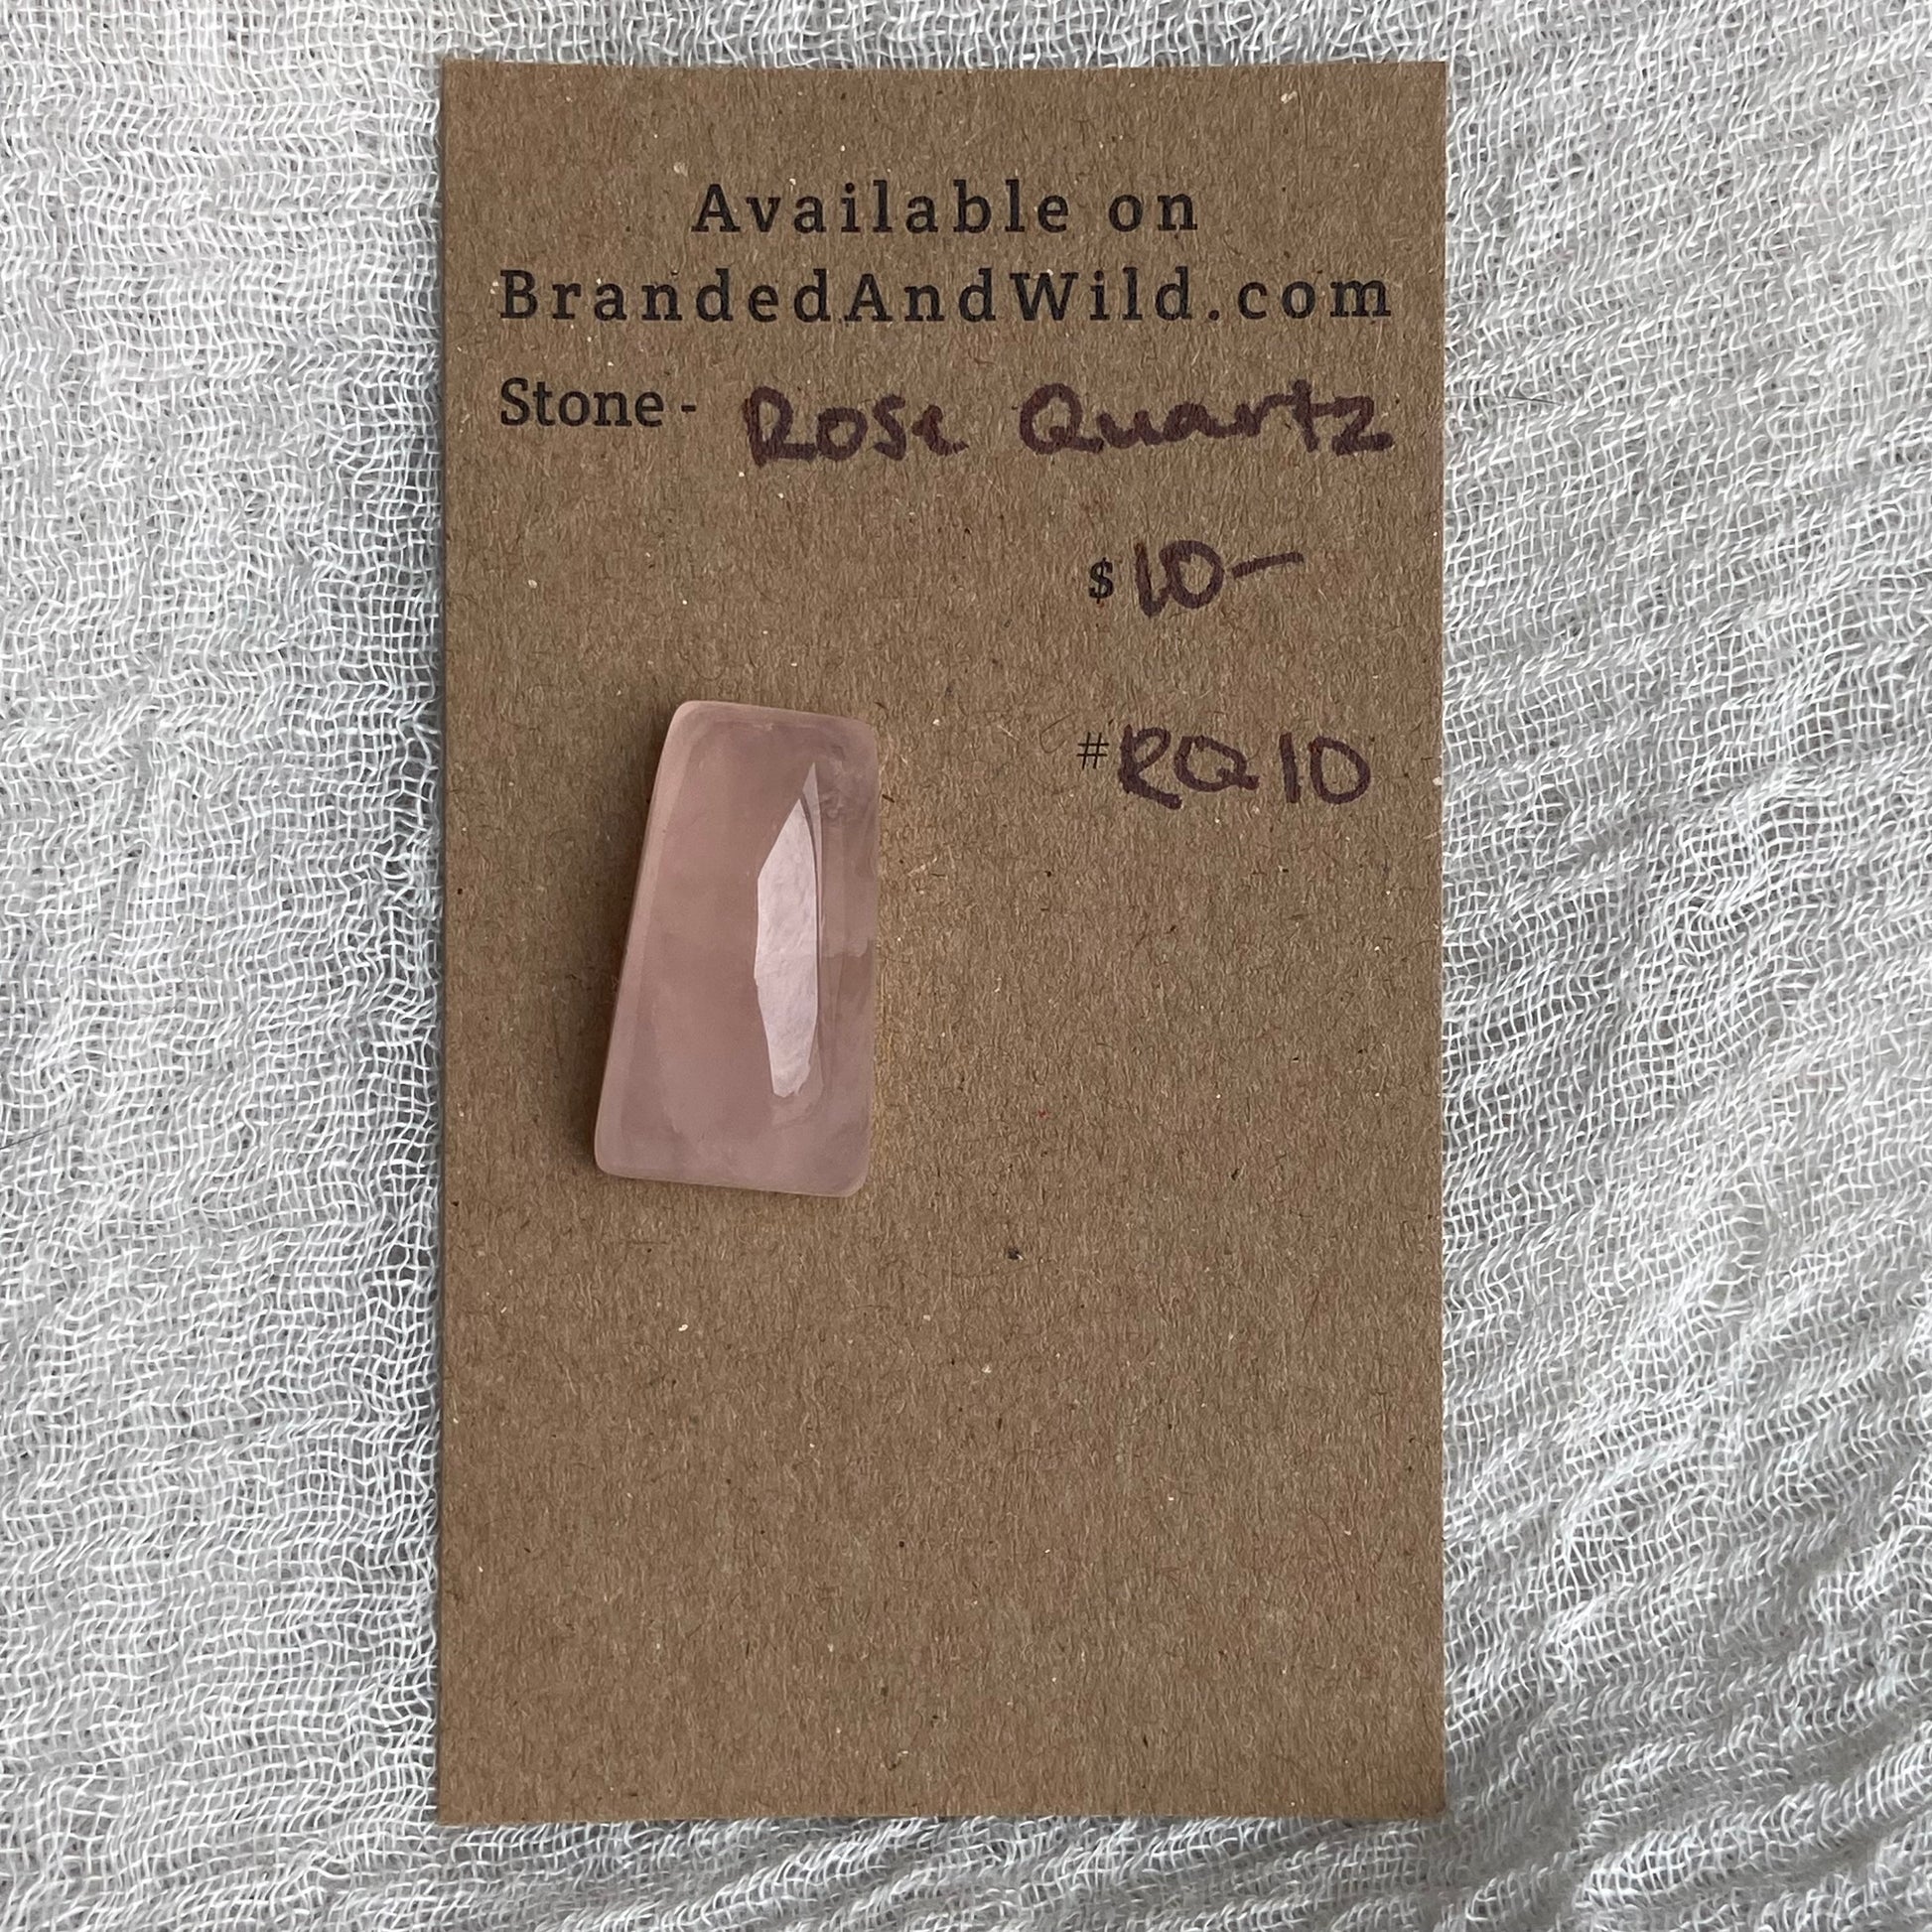 Available on
BrandedAndWild.com
Stone - Rose Quartz
$10-
#RQ10